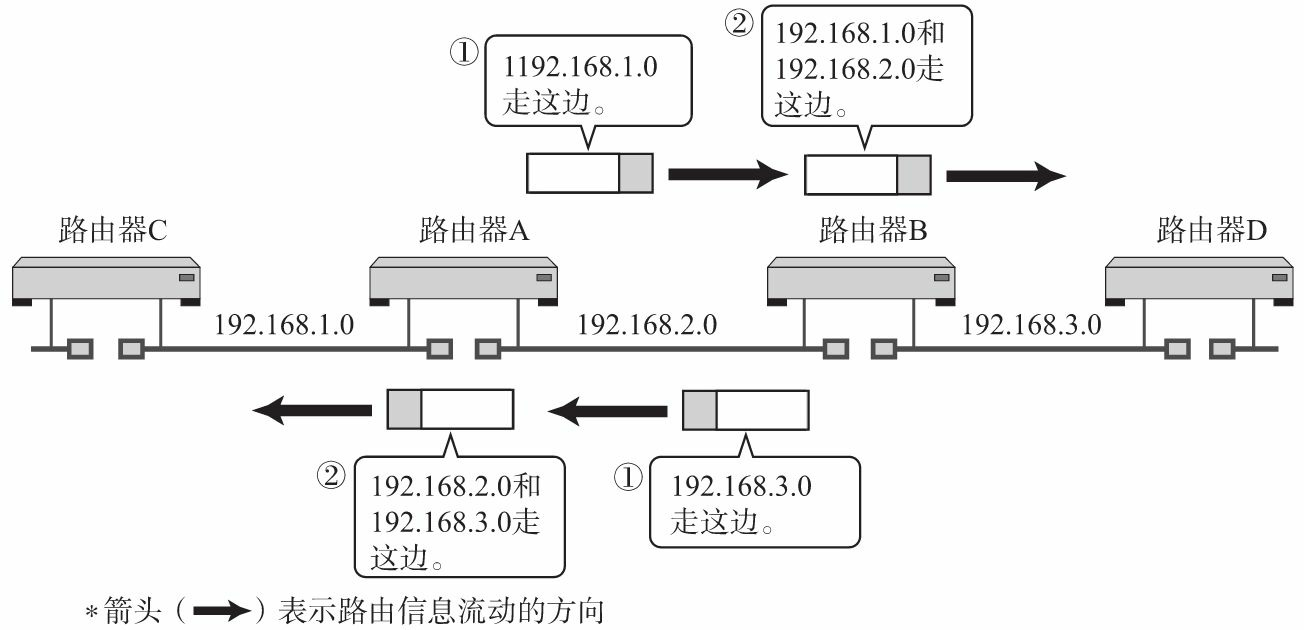 ①
1192.168.1.0
走这边。
②
192.168.1.0和
192.168.2.0走
这边。
路由器C
路由器A
路由器B
路由器D
192.168.1.0
192.168.2.0
192.168.3.0
②
192.168.2.0和
192.168.3.0走
这边。
①
192.168.3.0
走这边。
*箭头（）表示路由信息流动的方向